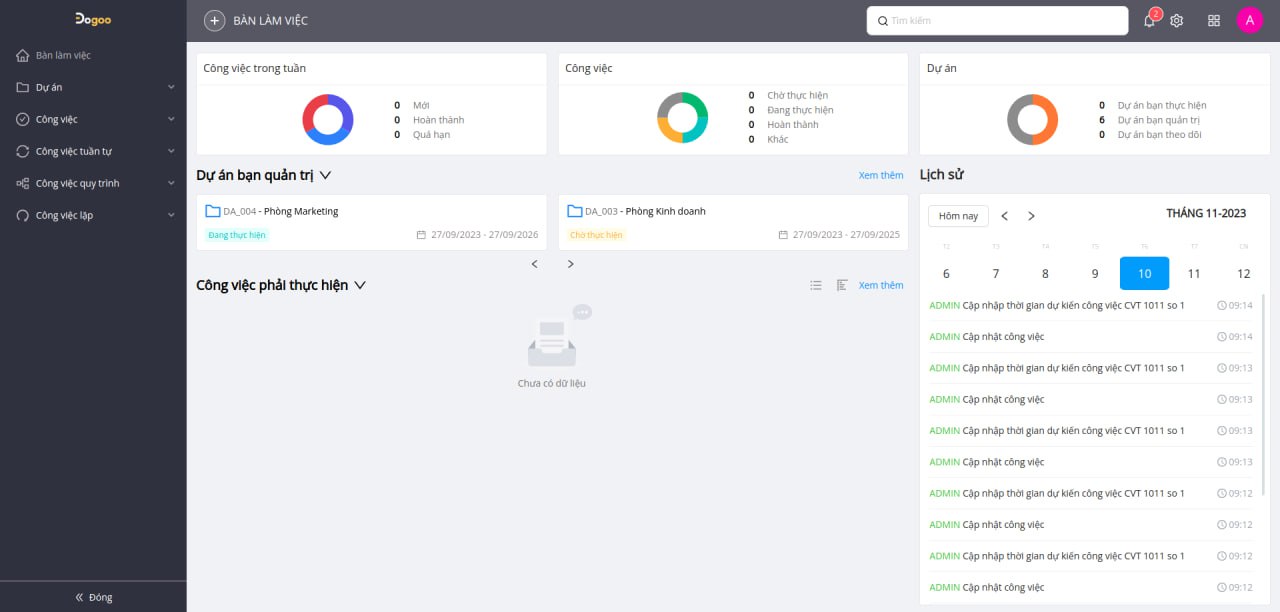 Dogoo
Bàn làm việc
Dự án
Công việc
Công việc tuần tự
Công việc quy trình
Công việc lặp
Đóng
BÀN LÀM VIỆC
Tìm kiếm
2
A
Công việc trong tuần
0 Mới
0 Hoàn thành
0 Quá hạn
Công việc
0 Chờ thực hiện
0 Đang thực hiện
0 Hoàn thành
0 Khác
Dự án
0 Dự án bạn thực hiện
6 Dự án bạn quản trị
0 Dự án bạn theo dõi
Dự án bạn quản trị
Xem thêm
DA_004 - Phòng Marketing
Đang thực hiện
27/09/2023 - 27/09/2026
DA_003 - Phòng Kinh doanh
Chờ thực hiện
27/09/2023 - 27/09/2025
Công việc phải thực hiện
Xem thêm
Chưa có dữ liệu
Lịch sử
Hôm nay
THÁNG 11-2023
T2 T3 T4 T5 T6 T7 CN
6 7 8 9 10 11 12
ADMIN Cập nhập thời gian dự kiến công việc CVT 1011 so 1 09:14
ADMIN Cập nhật công việc 09:14
ADMIN Cập nhập thời gian dự kiến công việc CVT 1011 so 1 09:13
ADMIN Cập nhật công việc 09:13
ADMIN Cập nhập thời gian dự kiến công việc CVT 1011 so 1 09:13
ADMIN Cập nhật công việc 09:13
ADMIN Cập nhập thời gian dự kiến công việc CVT 1011 so 1 09:12
ADMIN Cập nhật công việc 09:12
ADMIN Cập nhập thời gian dự kiến công việc CVT 1011 so 1 09:12
ADMIN Cập nhật công việc 09:12